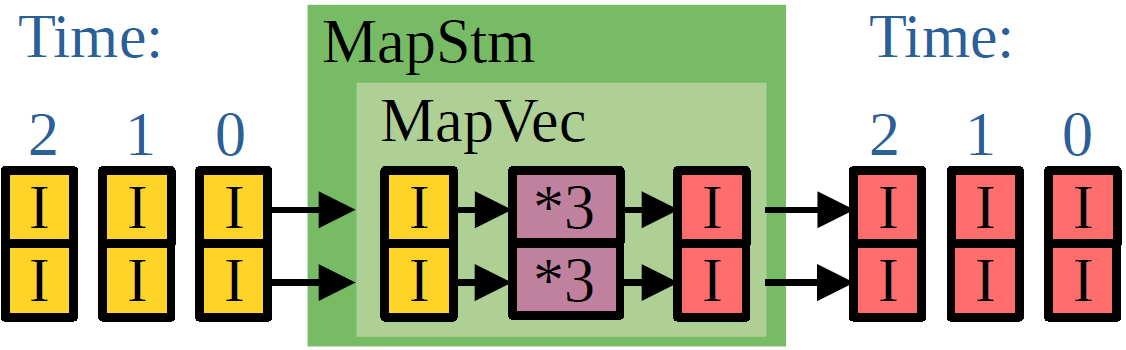 Time: MapStm Time:
MapVec
2 1 0 2 1 0
I I I I *3 I I I I
I I I I *3 I I I I